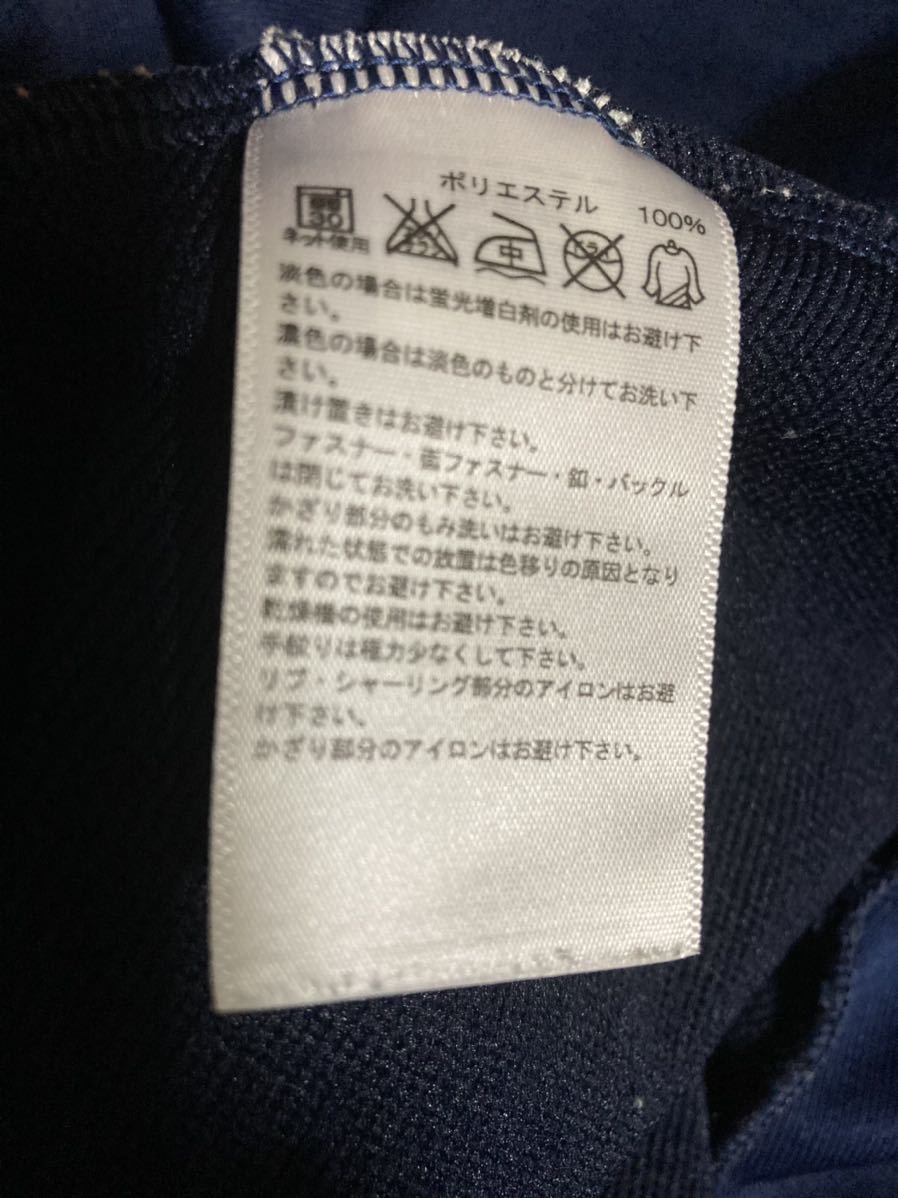 ポリエステル 100%
30 中
ネット使用
淡色の場合は蛍光増白剤の使用はお避け下
さい。
濃色の場合は淡色のものと分けてお洗い下
さい。
漬け置きはお避け下さい。
ファスナー・面ファスナー・釦・バックル
は閉じてお洗い下さい。
かざり部分のもみ洗いはお避け下さい。
濡れた状態での放置は色移りの原因となり
ますのでお避け下さい。
乾燥機の使用はお避け下さい。
手絞りは極力少なくして下さい。
リブ・シャーリング部分のアイロンはお避
け下さい。
かざり部分のアイロンはお避け下さい。